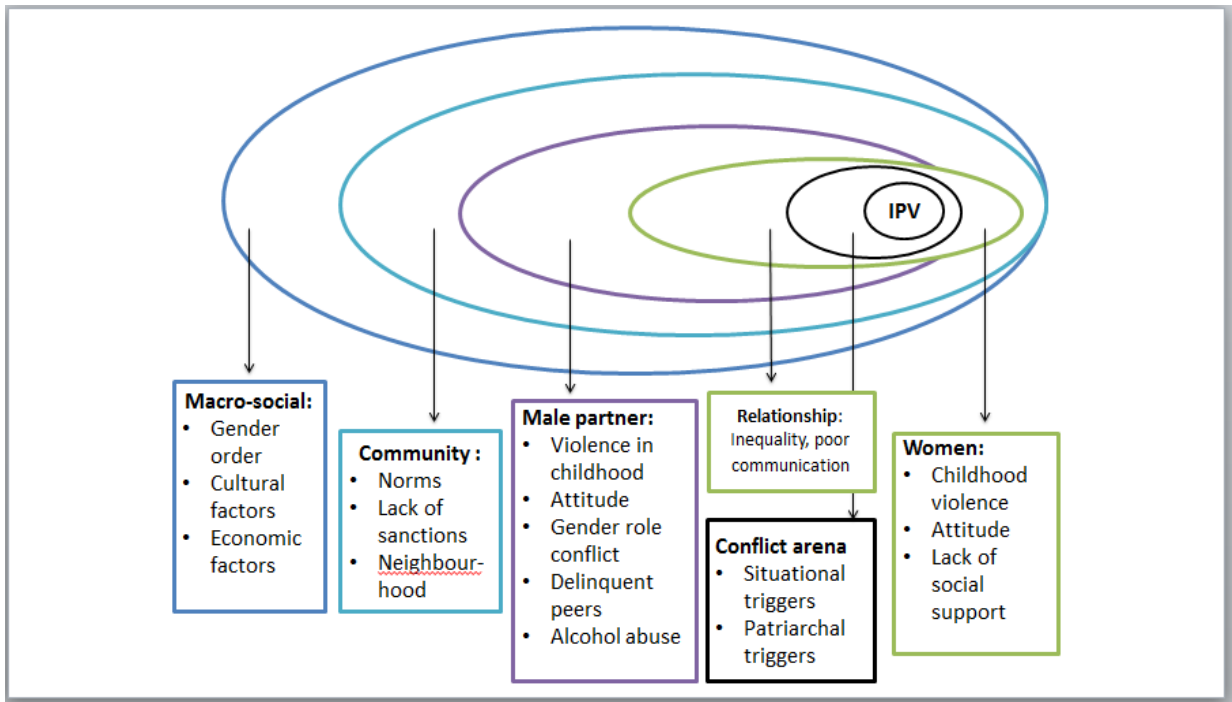 IPV
Macro-social:
• Gender
order
• Cultural
factors
• Economic
factors
Community :
• Norms
• Lack of
sanctions
• Neighbour-
hood
Male partner:
• Violence in
childhood
• Attitude
• Gender role
conflict
• Delinquent
peers
• Alcohol abuse
Relationship:
Inequality, poor
communication
Conflict arena
• Situational
triggers
• Patriarchal
triggers
Women:
• Childhood
violence
• Attitude
• Lack of
social
support